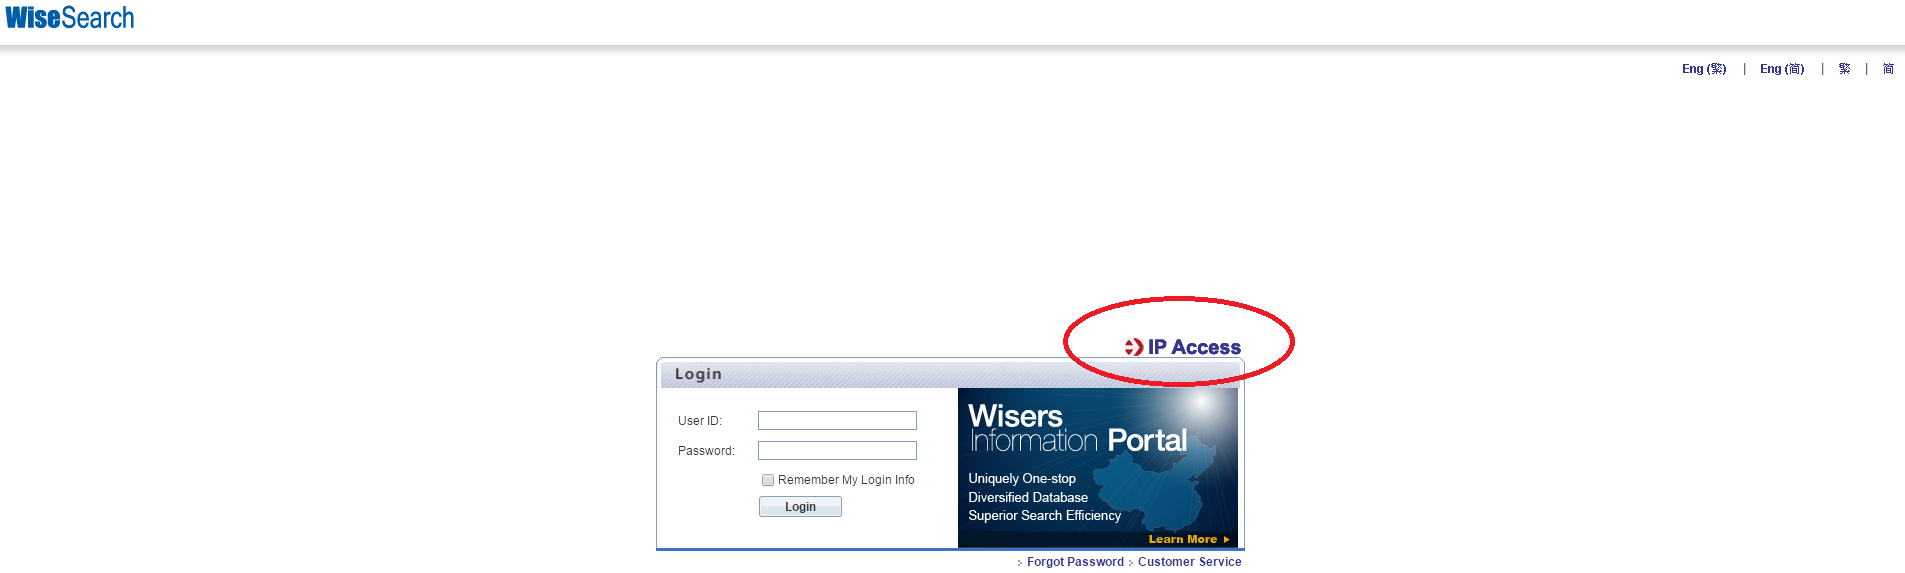 WiseSearch
Eng (繁) | Eng (简) | 繁 | 简
IP Access
Login
User ID:
Password:
Remember My Login Info
Login
Wisers
Information Portal
Uniquely One-stop
Diversified Database
Superior Search Efficiency
Learn More
Forgot Password Customer Service